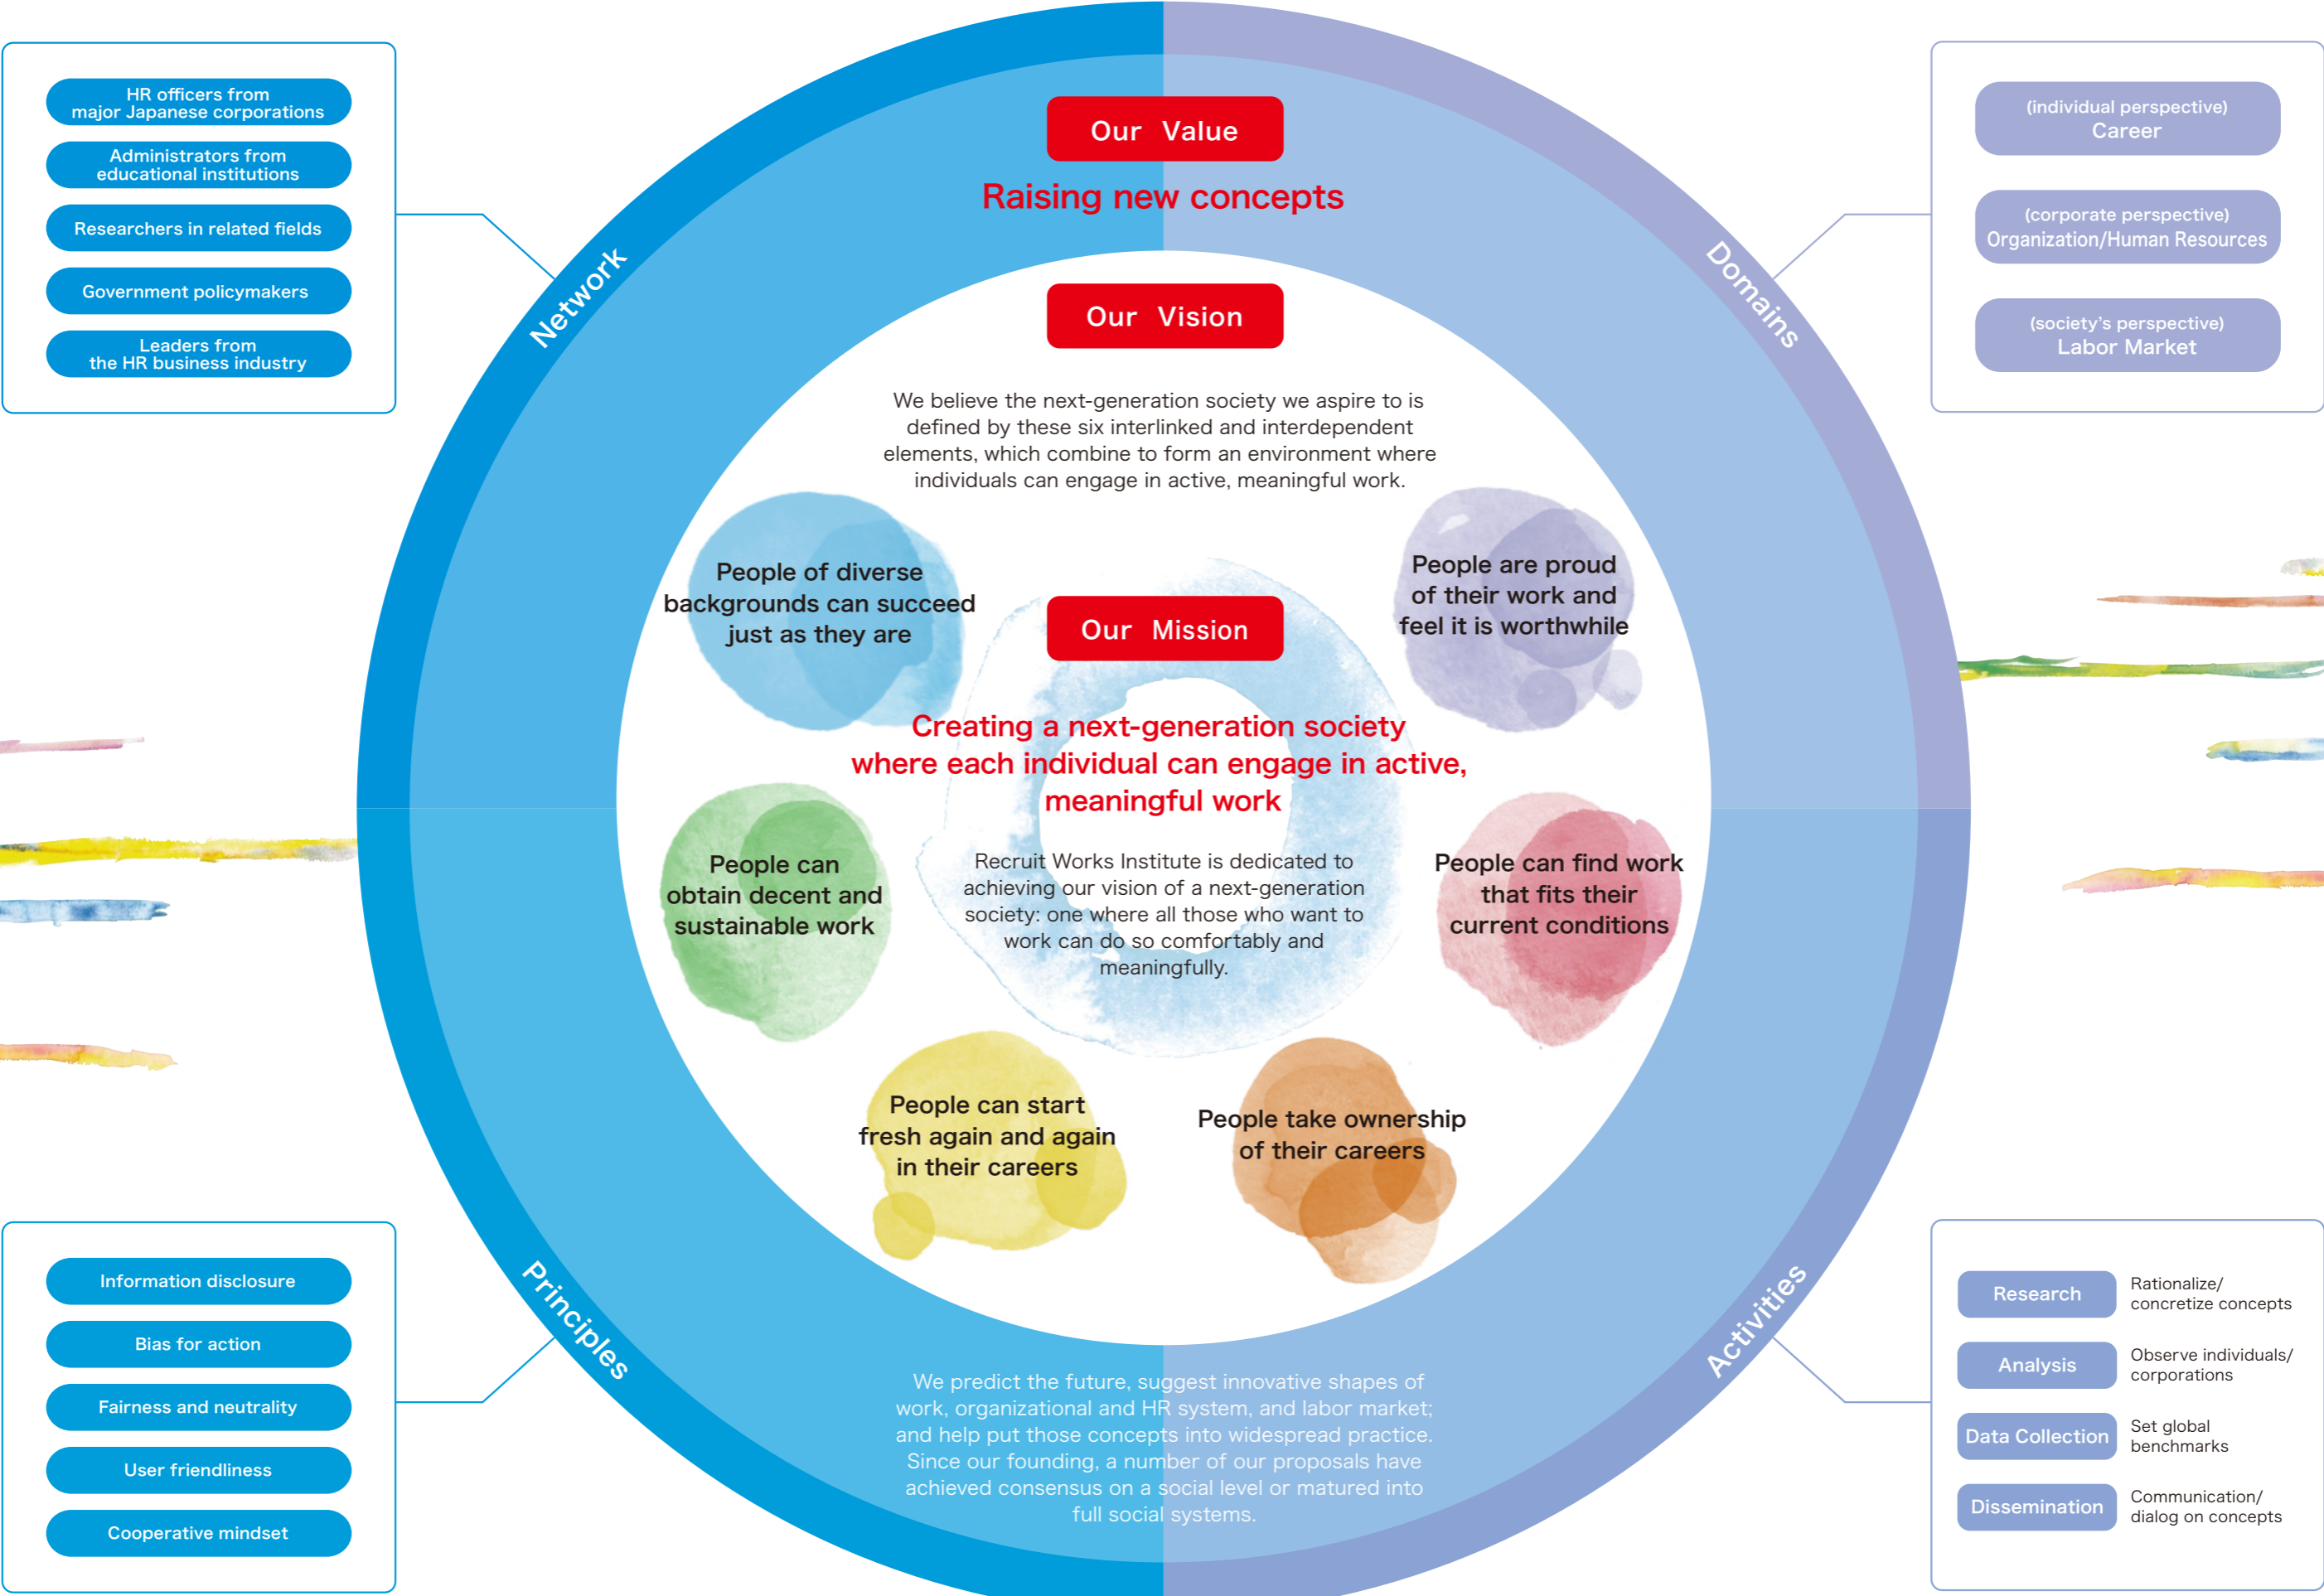 HR officers from
major Japanese corporations
Administrators from
educational institutions
Researchers in related fields
Government policymakers
Leaders from
the HR business industry
Network
Our Value
Raising new concepts
Domains
(individual perspective)
Career
(corporate perspective)
Organization/Human Resources
(society's perspective)
Labor Market
Our Vision
We believe the next-generation society we aspire to is
defined by these six interlinked and interdependent
elements, which combine to form an environment where
individuals can engage in active, meaningful work.
People of diverse
backgrounds can succeed
just as they are
People are proud
of their work and
feel it is worthwhile
Our Mission
Creating a next-generation society
where each individual can engage in active,
meaningful work
Recruit Works Institute is dedicated to
achieving our vision of a next-generation
society: one where all those who want to
work can do so comfortably and
meaningfully.
People can
obtain decent and
sustainable work
People can find work
that fits their
current conditions
People can start
fresh again and again
in their careers
People take ownership
of their careers
Principles
Information disclosure
Bias for action
Fairness and neutrality
User friendliness
Cooperative mindset
We predict the future, suggest innovative shapes of
work, organizational and HR system, and labor market;
and help put those concepts into widespread practice.
Since our founding, a number of our proposals have
achieved consensus on a social level or matured into
full social systems.
Activities
Research
Rationalize/
concretize concepts
Analysis
Observe individuals/
corporations
Data Collection
Set global
benchmarks
Dissemination
Communication/
dialog on concepts